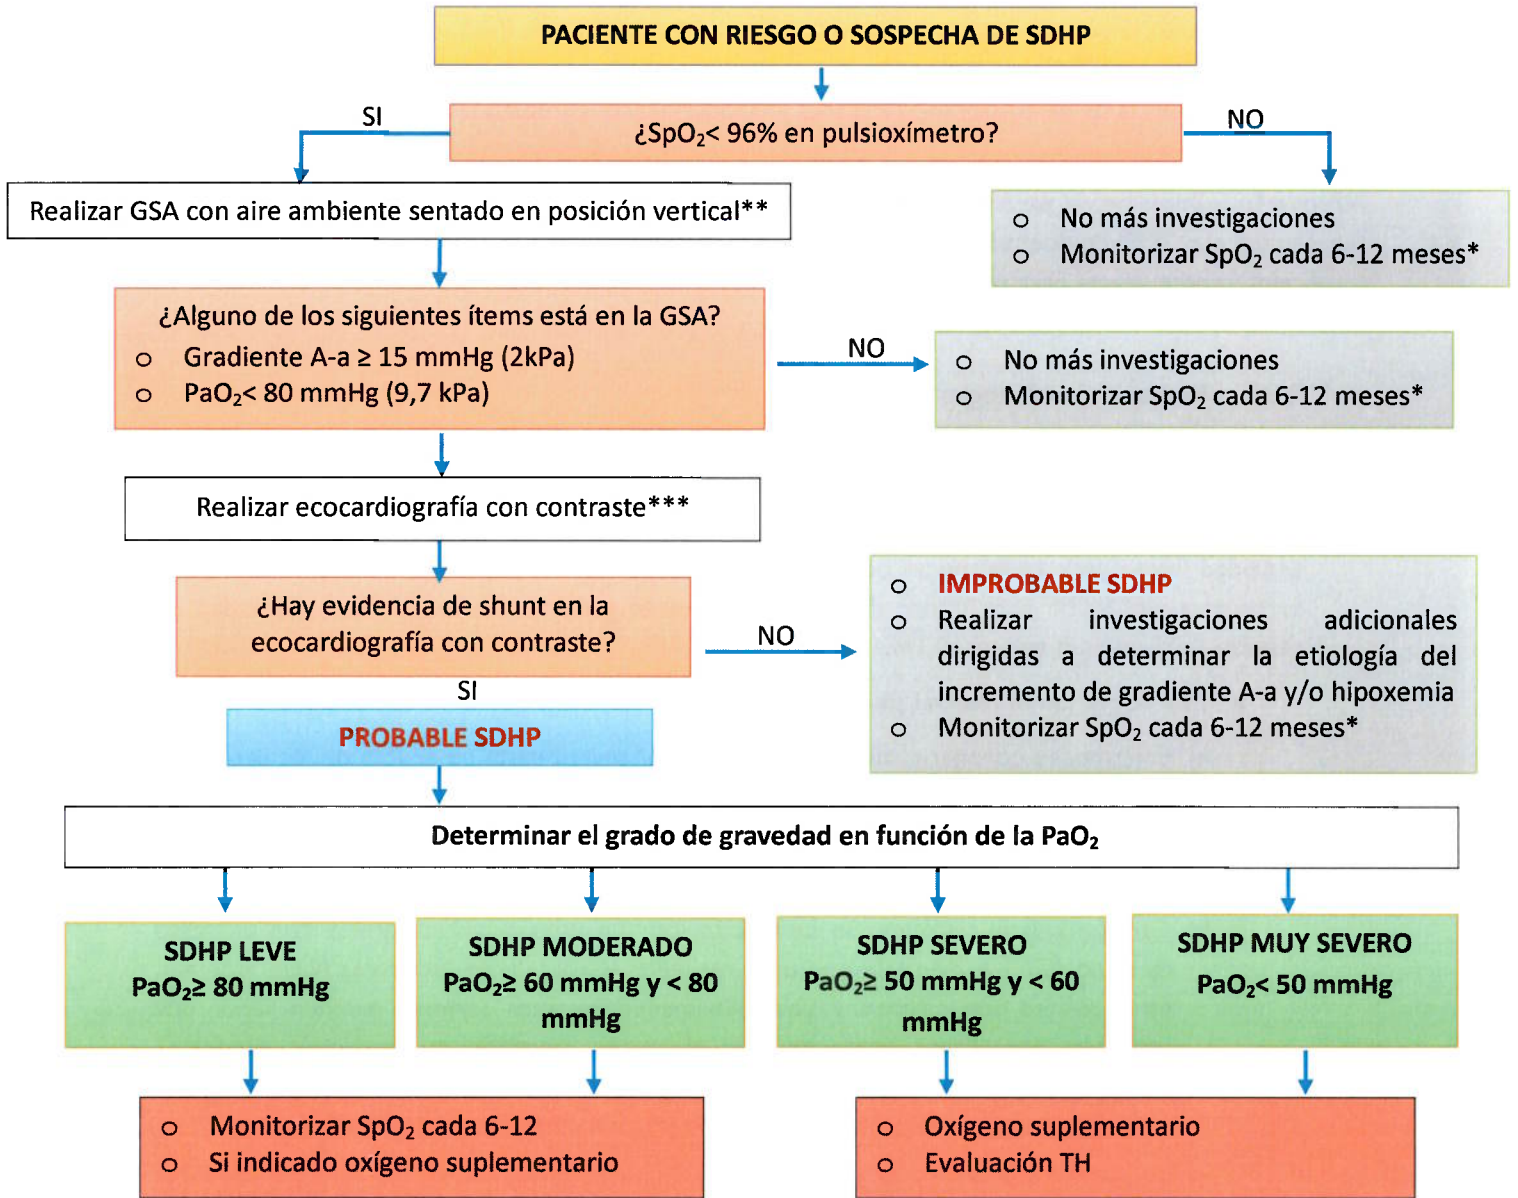 PACIENTE CON RIESGO O SOSPECHA DE SDHP
SI
¿SpO₂< 96% en pulsioxímetro?
NO
Realizar GSA con aire ambiente sentado en posición vertical**
o No más investigaciones
o Monitorizar SpO₂ cada 6-12 meses*
¿Alguno de los siguientes ítems está en la GSA?
o Gradiente A-a ≥ 15 mmHg (2kPa)
o PaO₂< 80 mmHg (9,7 kPa)
NO
o No más investigaciones
o Monitorizar SpO₂ cada 6-12 meses*
Realizar ecocardiografía con contraste***
¿Hay evidencia de shunt en la
ecocardiografía con contraste?
NO
o IMPROBABLE SDHP
o Realizar investigaciones adicionales
dirigidas a determinar la etiología del
incremento de gradiente A-a y/o hipoxemia
o Monitorizar SpO₂ cada 6-12 meses*
SI
PROBABLE SDHP
Determinar el grado de gravedad en función de la PaO₂
SDHP LEVE
PaO₂≥ 80 mmHg
SDHP MODERADO
PaO₂≥ 60 mmHg y < 80
mmHg
SDHP SEVERO
PaO₂≥ 50 mmHg y < 60
mmHg
SDHP MUY SEVERO
PaO₂< 50 mmHg
o Monitorizar SpO₂ cada 6-12
o Si indicado oxígeno suplementario
o Oxígeno suplementario
o Evaluación TH